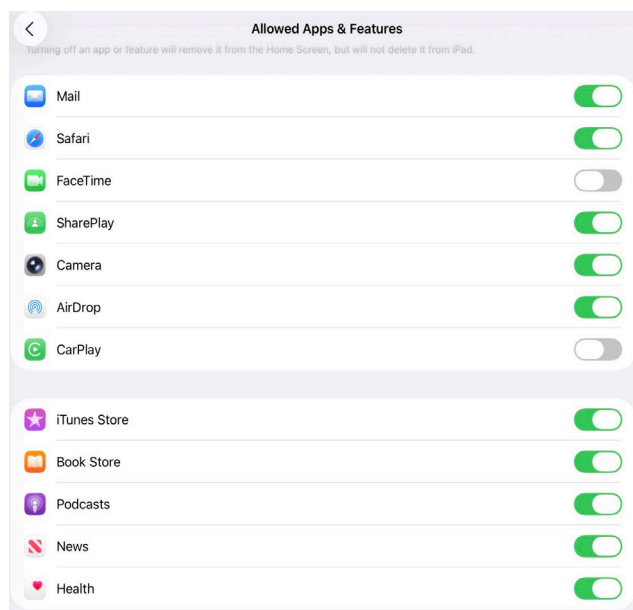 Allowed Apps & Features
Turning off an app or feature will remove it from the Home Screen, but will not delete it from iPad.
Mail
Safari
FaceTime
SharePlay
Camera
AirDrop
CarPlay
iTunes Store
Book Store
Podcasts
News
Health